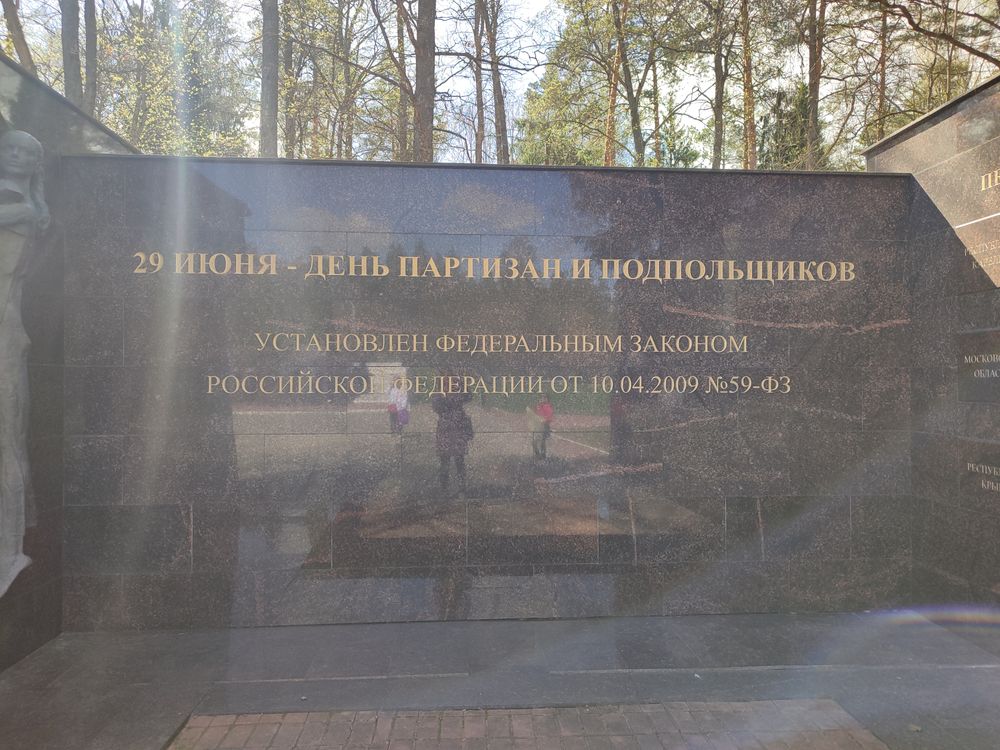 29 ИЮНЯ - ДЕНЬ ПАРТИЗАН И ПОДПОЛЬЩИКОВ
УСТАНОВЛЕН ФЕДЕРАЛЬНЫМ ЗАКОНОМ
РОССИЙСКОЙ ФЕДЕРАЦИИ ОТ 10.04.2009 №59-ФЗ